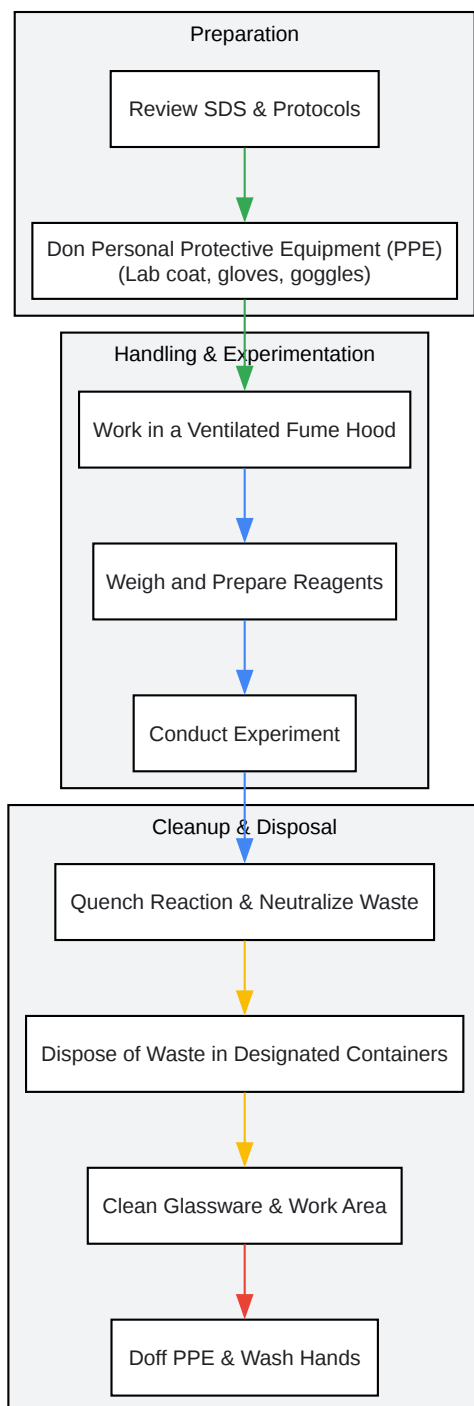 Preparation
Review SDS & Protocols
Don Personal Protective Equipment (PPE)
(Lab coat, gloves, goggles)
Handling & Experimentation
Work in a Ventilated Fume Hood
Weigh and Prepare Reagents
Conduct Experiment
Cleanup & Disposal
Quench Reaction & Neutralize Waste
Dispose of Waste in Designated Containers
Clean Glassware & Work Area
Doff PPE & Wash Hands